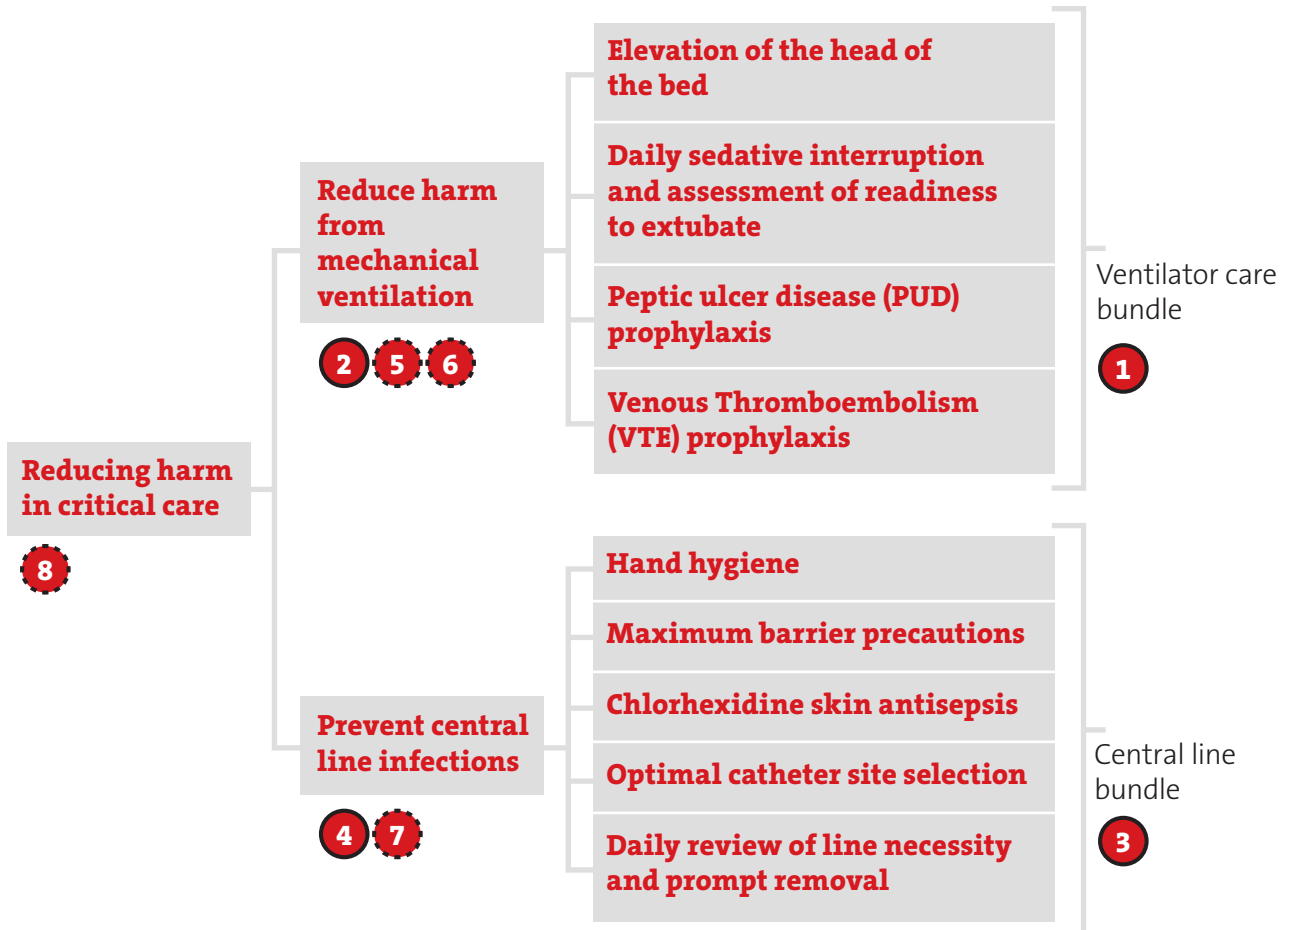 Reducing harm
in critical care
8
Reduce harm
from
mechanical
ventilation
2 5 6
Elevation of the head of
the bed
Daily sedative interruption
and assessment of readiness
to extubate
Peptic ulcer disease (PUD)
prophylaxis
Venous Thromboembolism
(VTE) prophylaxis
Ventilator care
bundle
1
Prevent central
line infections
4 7
Hand hygiene
Maximum barrier precautions
Chlorhexidine skin antisepsis
Optimal catheter site selection
Daily review of line necessity
and prompt removal
Central line
bundle
3